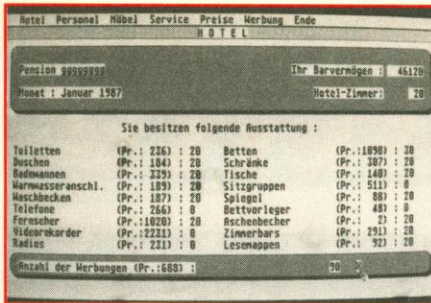 Hotel Personal Möbel Service Preise Werbung Ende
HOTEL
Pension gggggggg Ihr Barvermögen : 46120
Monat : Januar 1987 Hotel-Zimmer: 20
Sie besitzen folgende Ausstattung :
Toiletten (Pr.: 236) : 20 Betten (Pr.:1098) : 30
Duschen (Pr.: 184) : 20 Schränke (Pr.: 307) : 20
Badewannen (Pr.: 339) : 20 Tische (Pr.: 140) : 20
Warmwasseranschl. (Pr.: 189) : 20 Sitzgruppen (Pr.: 511) : 0
Waschbecken (Pr.: 187) : 20 Spiegel (Pr.: 88) : 20
Telefone (Pr.: 266) : 0 Bettvorleger (Pr.: 48) : 0
Fernseher (Pr.:1020) : 20 Aschenbecher (Pr.: 2) : 20
Videorekorder (Pr.:2231) : 0 Zimmerbars (Pr.: 291) : 20
Radios (Pr.: 231) : 0 Lesemappen (Pr.: 92) : 20
Anzahl der Werbungen (Pr.:688) : 90